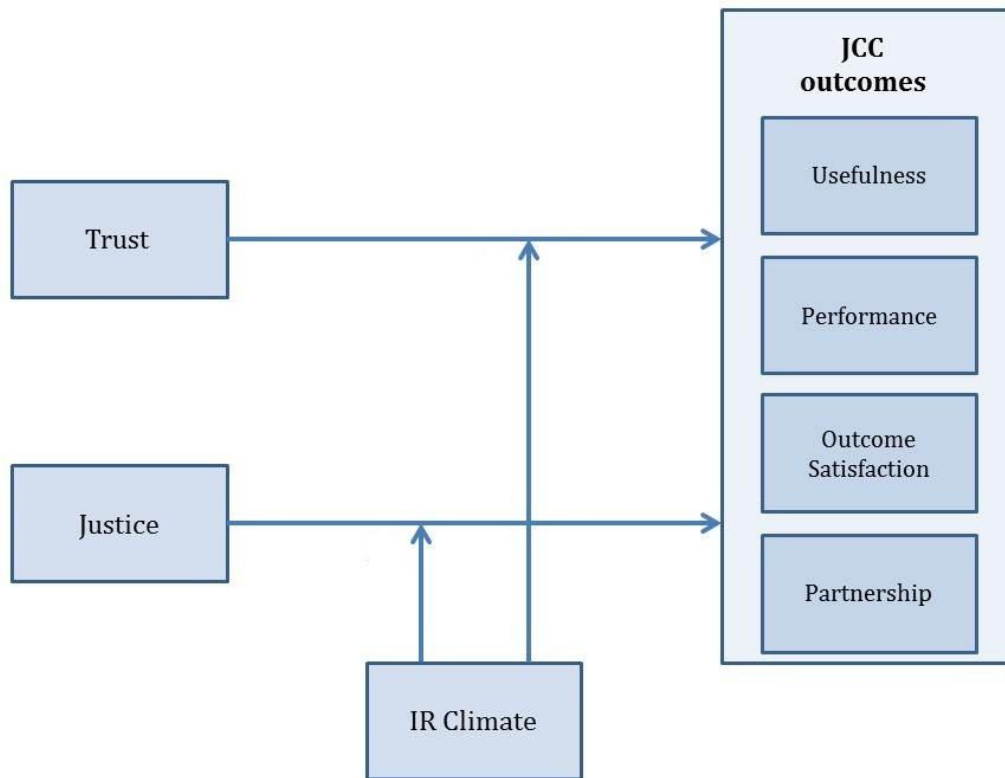 JCC
outcomes
Usefulness
Trust
Performance
Outcome
Satisfaction
Justice
Partnership
IR Climate